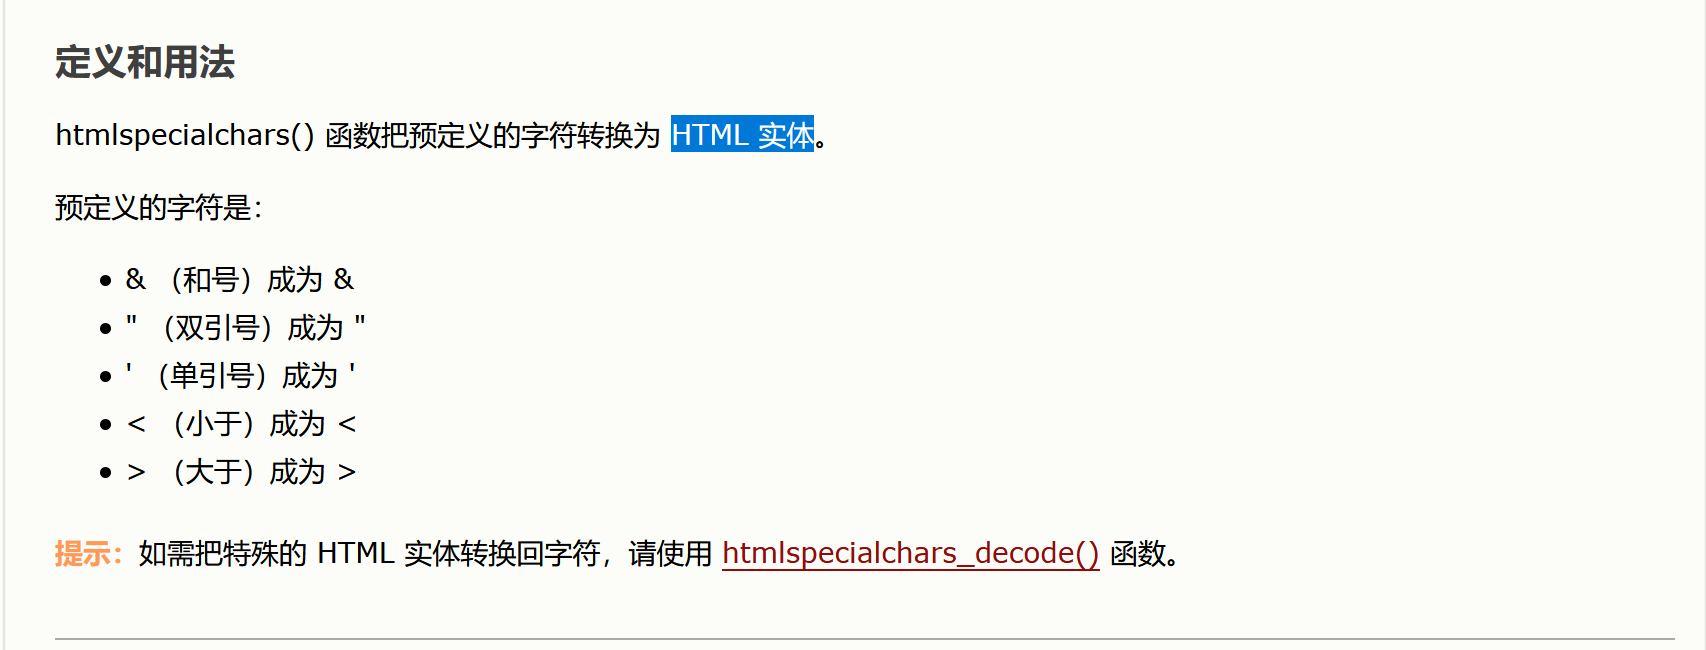 定义和用法
htmlspecialchars() 函数把预定义的字符转换为 HTML 实体。
预定义的字符是：
& （和号）成为 &
" （双引号）成为 "
' （单引号）成为 '
< （小于）成为 <
> （大于）成为 >
提示：如需把特殊的 HTML 实体转换回字符，请使用 htmlspecialchars_decode() 函数。